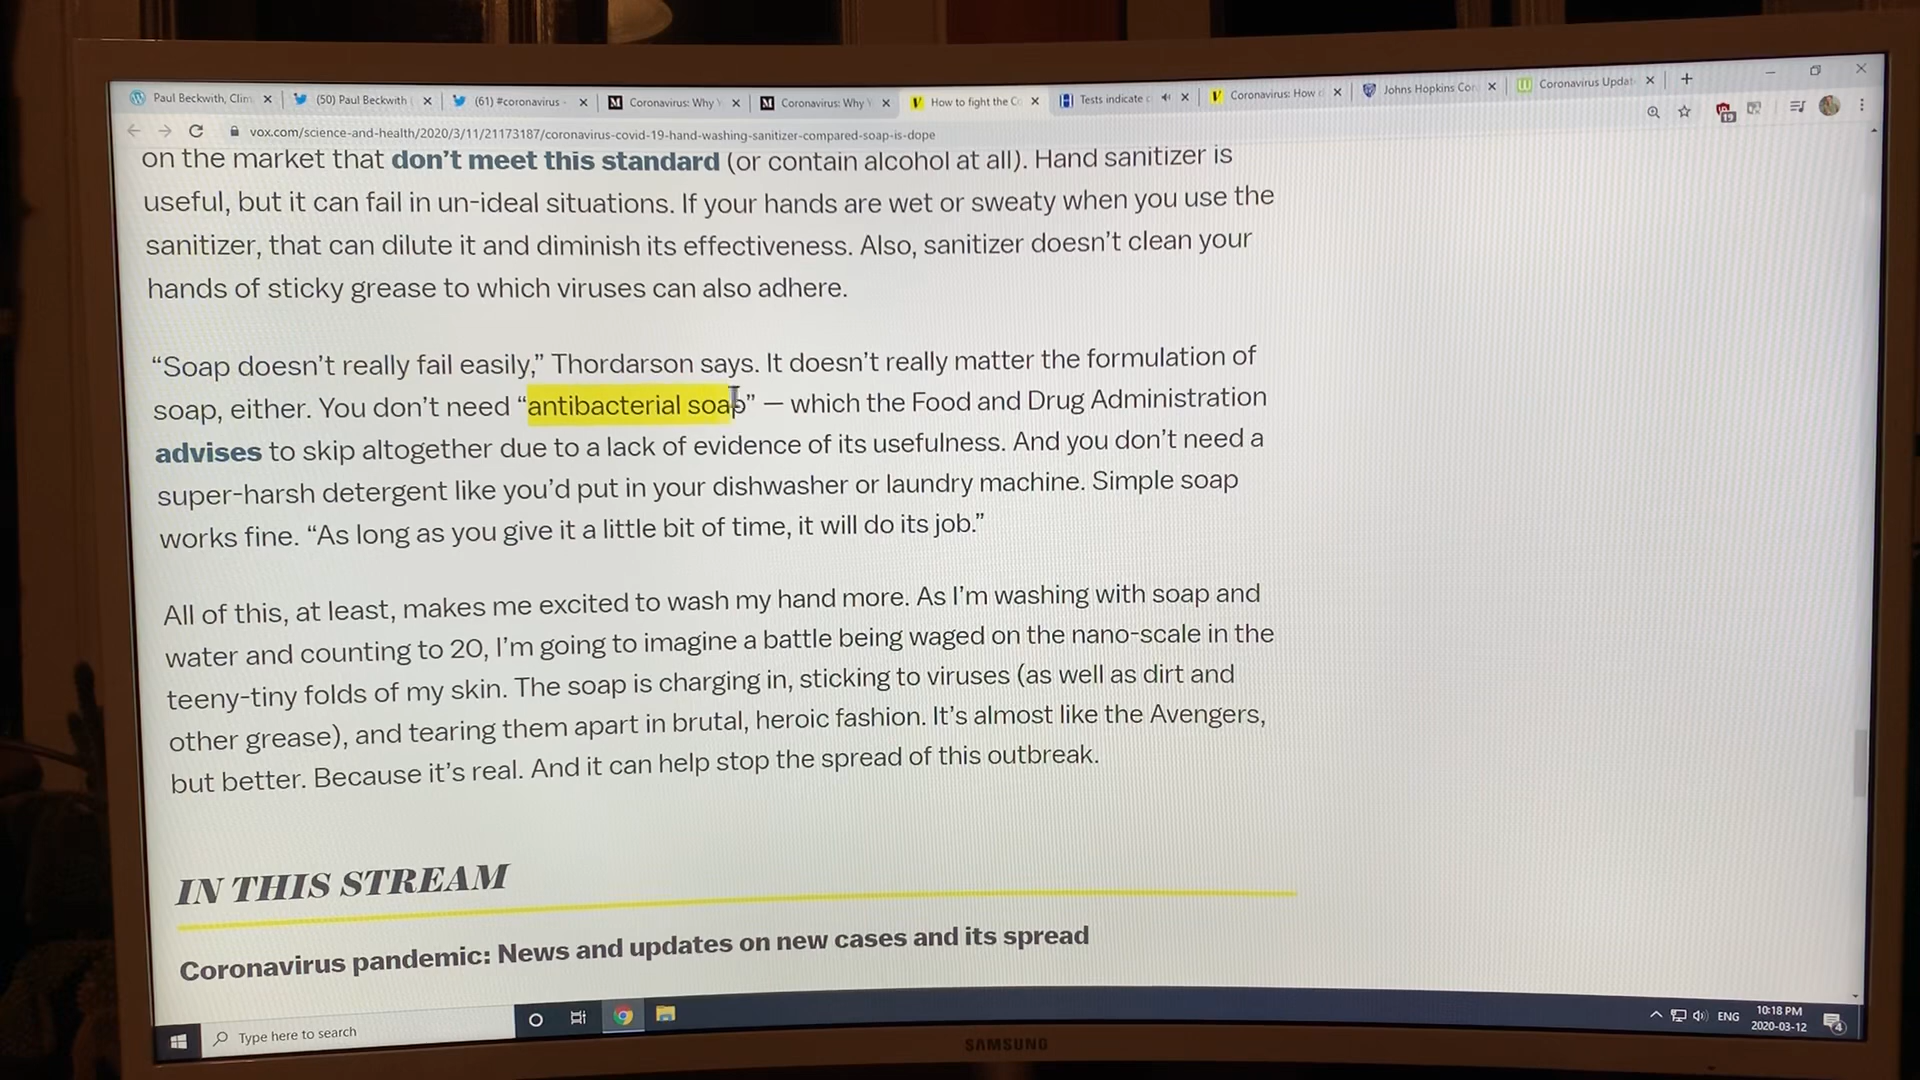 Paul Beckwith, Clim
(50) Paul Beckwith
(61) #coronavirus -
Coronavirus: Why
Coronavirus: Why
How to fight the Co
Tests indicate
Coronavirus: How
Johns Hopkins Cor
Coronavirus Updat
vox.com/science-and-health/2020/3/11/21173187/coronavirus-covid-19-hand-washing-sanitizer-compared-soap-is-dope
19
on the market that don’t meet this standard (or contain alcohol at all). Hand sanitizer is
useful, but it can fail in un-ideal situations. If your hands are wet or sweaty when you use the
sanitizer, that can dilute it and diminish its effectiveness. Also, sanitizer doesn’t clean your
hands of sticky grease to which viruses can also adhere.
“Soap doesn’t really fail easily,” Thordarson says. It doesn’t really matter the formulation of
soap, either. You don’t need “antibacterial soap” — which the Food and Drug Administration
advises to skip altogether due to a lack of evidence of its usefulness. And you don’t need a
super-harsh detergent like you’d put in your dishwasher or laundry machine. Simple soap
works fine. “As long as you give it a little bit of time, it will do its job.”
All of this, at least, makes me excited to wash my hand more. As I’m washing with soap and
water and counting to 20, I’m going to imagine a battle being waged on the nano-scale in the
teeny-tiny folds of my skin. The soap is charging in, sticking to viruses (as well as dirt and
other grease), and tearing them apart in brutal, heroic fashion. It’s almost like the Avengers,
but better. Because it’s real. And it can help stop the spread of this outbreak.
IN THIS STREAM
Coronavirus pandemic: News and updates on new cases and its spread
Type here to search
ENG
10:18 PM
2020-03-12
4
SAMSUNG